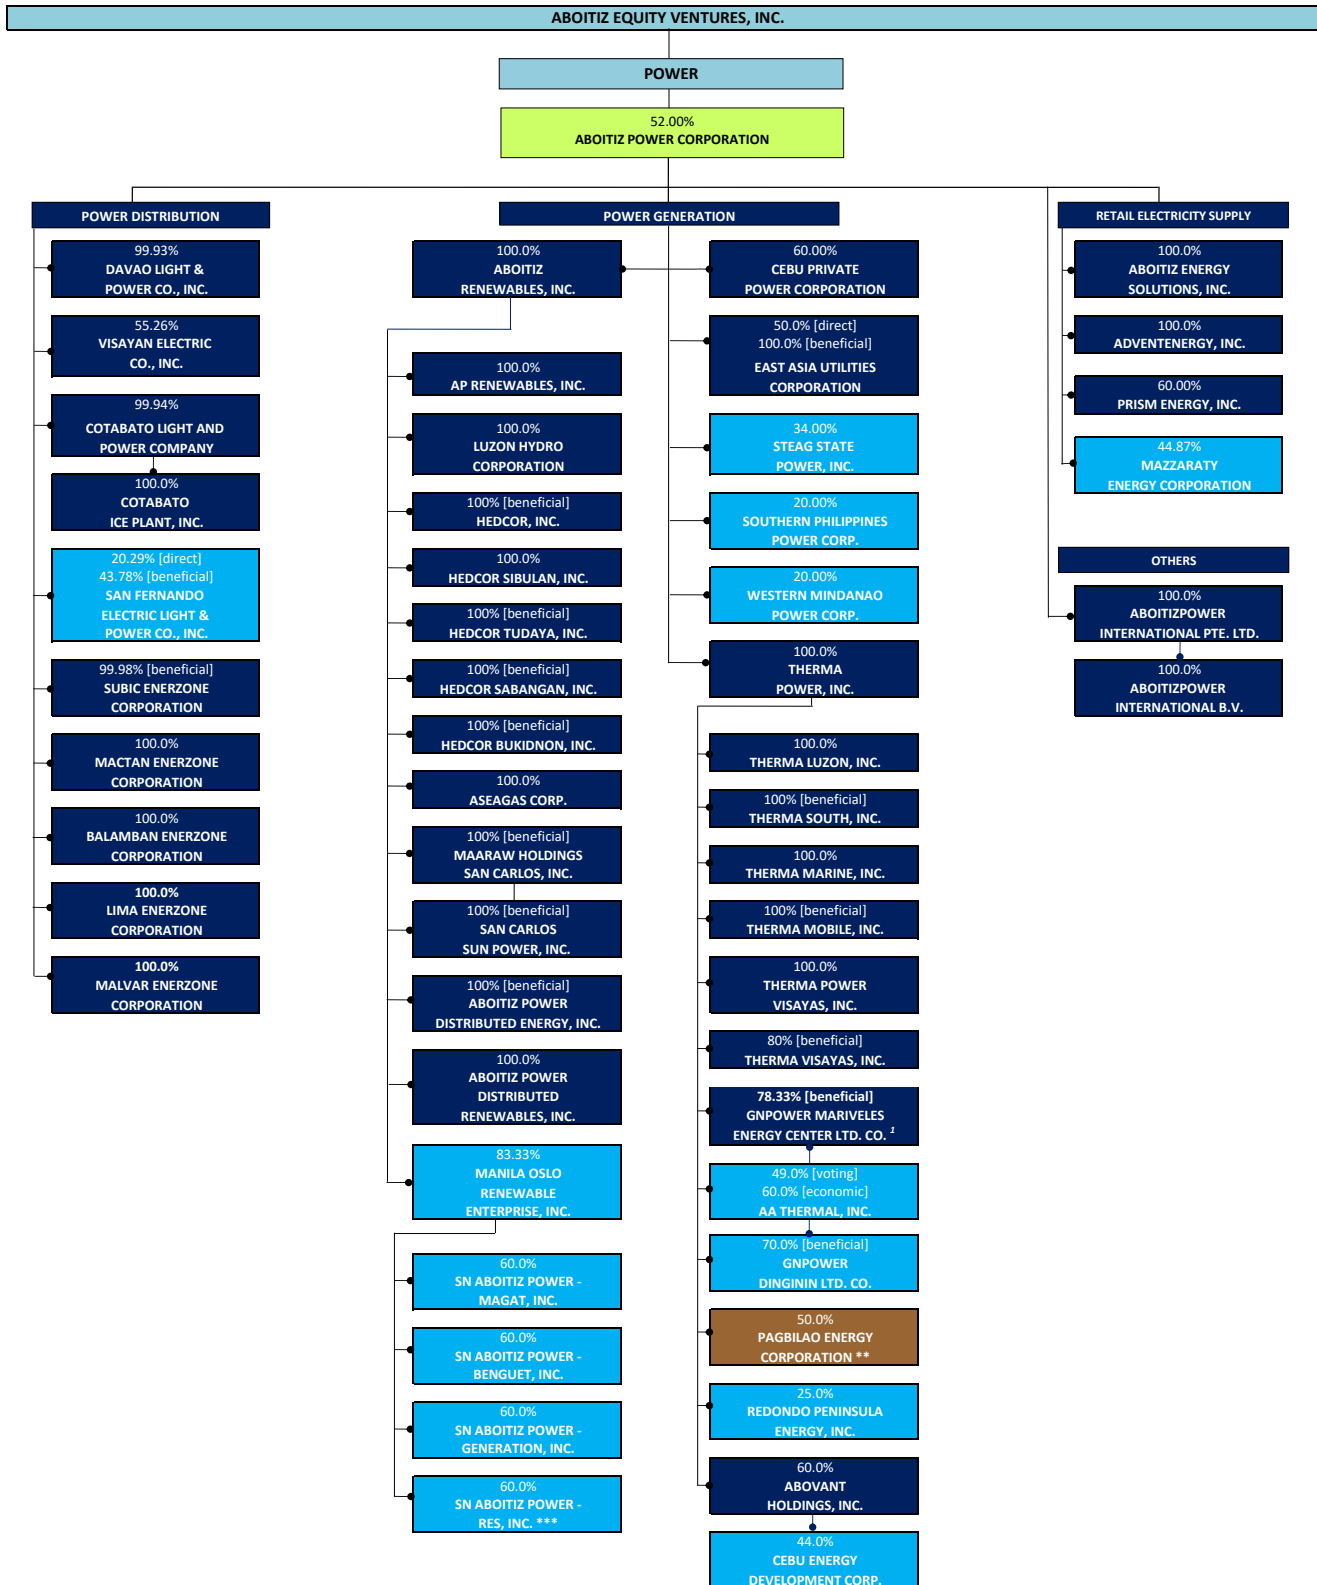 ABOITIZ EQUITY VENTURES, INC.
POWER
52.00%
ABOITIZ POWER CORPORATION
POWER DISTRIBUTION
99.93%
DAVAO LIGHT &
POWER CO., INC.
55.26%
VISAYAN ELECTRIC
CO., INC.
99.94%
COTABATO LIGHT AND
POWER COMPANY
100.0%
COTABATO
ICE PLANT, INC.
20.29% [direct]
43.78% [beneficial]
SAN FERNANDO
ELECTRIC LIGHT &
POWER CO., INC.
99.98% [beneficial]
SUBIC ENERZONE
CORPORATION
100.0%
MACTAN ENERZONE
CORPORATION
100.0%
BALAMBAN ENERZONE
CORPORATION
100.0%
LIMA ENERZONE
CORPORATION
100.0%
MALVAR ENERZONE
CORPORATION
POWER GENERATION
100.0%
ABOITIZ
RENEWABLES, INC.
100.0%
AP RENEWABLES, INC.
100.0%
LUZON HYDRO
CORPORATION
100% [beneficial]
HEDCOR, INC.
100.0%
HEDCOR SIBULAN, INC.
100% [beneficial]
HEDCOR TUDAYA, INC.
100% [beneficial]
HEDCOR SABANGAN, INC.
100% [beneficial]
HEDCOR BUKIDNON, INC.
100.0%
ASEAGAS CORP.
100% [beneficial]
MAARAW HOLDINGS
SAN CARLOS, INC.
100% [beneficial]
SAN CARLOS
SUN POWER, INC.
100% [beneficial]
ABOITIZ POWER
DISTRIBUTED ENERGY, INC.
100.0%
ABOITIZ POWER
DISTRIBUTED
RENEWABLES, INC.
83.33%
MANILA OSLO
RENEWABLE
ENTERPRISE, INC.
60.0%
SN ABOITIZ POWER -
MAGAT, INC.
60.0%
SN ABOITIZ POWER -
BENGUET, INC.
60.0%
SN ABOITIZ POWER -
GENERATION, INC.
60.0%
SN ABOITIZ POWER -
RES, INC. ***
60.00%
CEBU PRIVATE
POWER CORPORATION
50.0% [direct]
100.0% [beneficial]
EAST ASIA UTILITIES
CORPORATION
34.00%
STEAG STATE
POWER, INC.
20.00%
SOUTHERN PHILIPPINES
POWER CORP.
20.00%
WESTERN MINDANAO
POWER CORP.
100.0%
THERMA
POWER, INC.
100.0%
THERMA LUZON, INC.
100% [beneficial]
THERMA SOUTH, INC.
100.0%
THERMA MARINE, INC.
100% [beneficial]
THERMA MOBILE, INC.
100.0%
THERMA POWER
VISAYAS, INC.
80% [beneficial]
THERMA VISAYAS, INC.
78.33% [beneficial]
GNPOWER MARIVELES
ENERGY CENTER LTD. CO. 1
49.0% [voting]
60.0% [economic]
AA THERMAL, INC.
70.0% [beneficial]
GNPOWER
DINGININ LTD. CO.
50.0%
PAGBILAO ENERGY
CORPORATION **
25.0%
REDONDO PENINSULA
ENERGY, INC.
60.0%
ABOVANT
HOLDINGS, INC.
44.0%
CEBU ENERGY
DEVELOPMENT CORP.
RETAIL ELECTRICITY SUPPLY
100.0%
ABOITIZ ENERGY
SOLUTIONS, INC.
100.0%
ADVENTENERGY, INC.
60.00%
PRISM ENERGY, INC.
44.87%
MAZZARATY
ENERGY CORPORATION
OTHERS
100.0%
ABOITIZPOWER
INTERNATIONAL PTE. LTD.
100.0%
ABOITIZPOWER
INTERNATIONAL B.V.